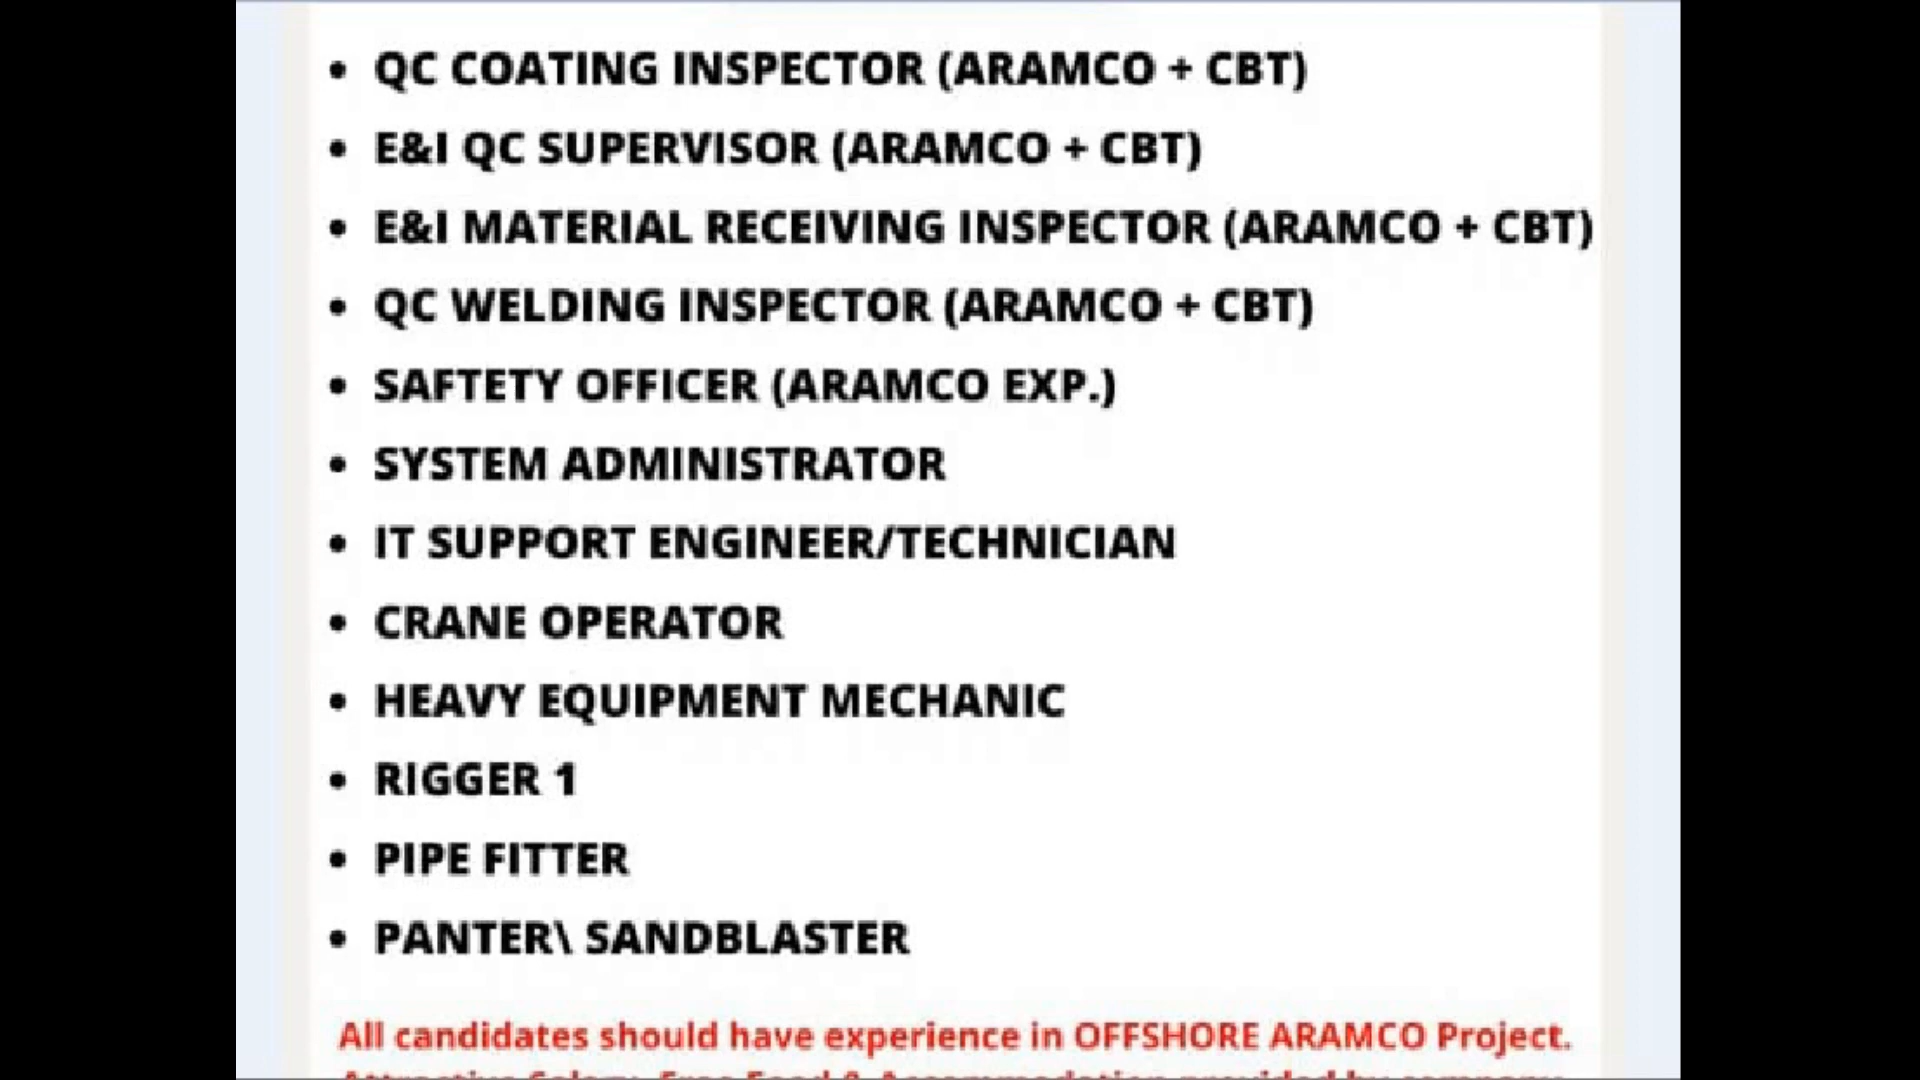 • QC COATING INSPECTOR (ARAMCO + CBT)
• E&I QC SUPERVISOR (ARAMCO + CBT)
• E&I MATERIAL RECEIVING INSPECTOR (ARAMCO + CBT)
• QC WELDING INSPECTOR (ARAMCO + CBT)
• SAFTETY OFFICER (ARAMCO EXP.)
• SYSTEM ADMINISTRATOR
• IT SUPPORT ENGINEER/TECHNICIAN
• CRANE OPERATOR
• HEAVY EQUIPMENT MECHANIC
• RIGGER 1
• PIPE FITTER
• PANTER\ SANDBLASTER
All candidates should have experience in OFFSHORE ARAMCO Project.